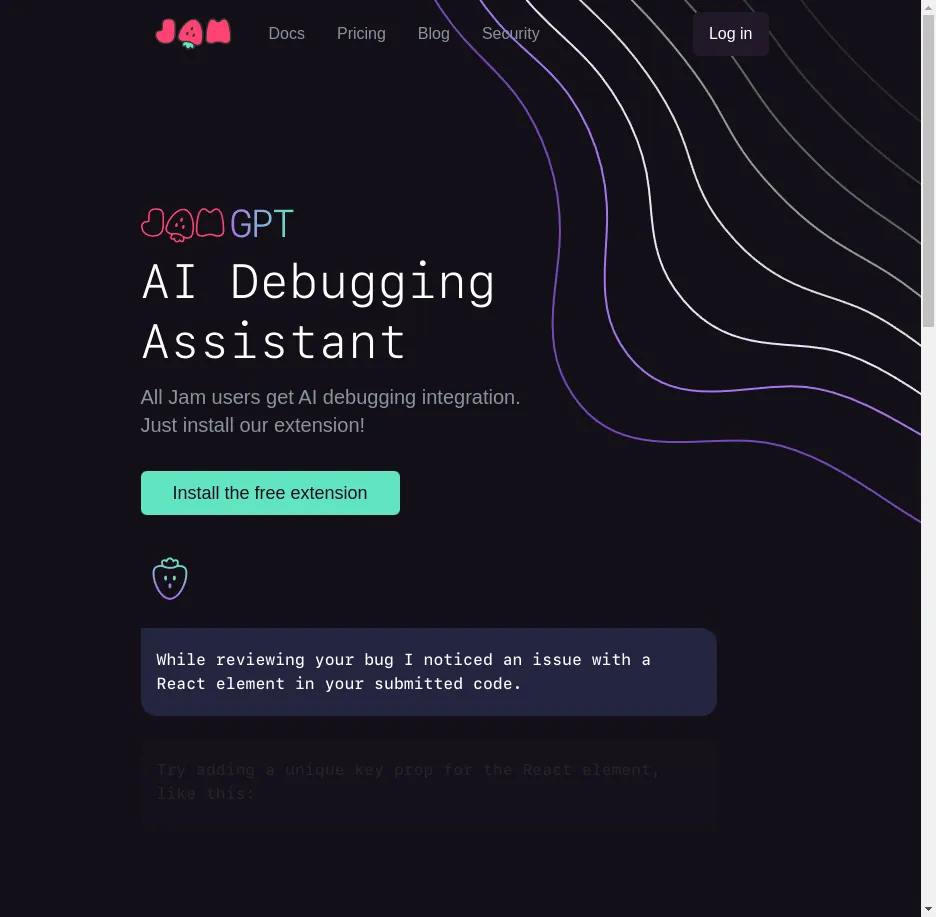 JAM
Docs
Pricing
Blog
Security
Log in
JAM GPT
AI Debugging
Assistant
All Jam users get AI debugging integration.
Just install our extension!
Install the free extension
While reviewing your bug I noticed an issue with a
React element in your submitted code.
Try adding a unique key prop for the React element,
like this: